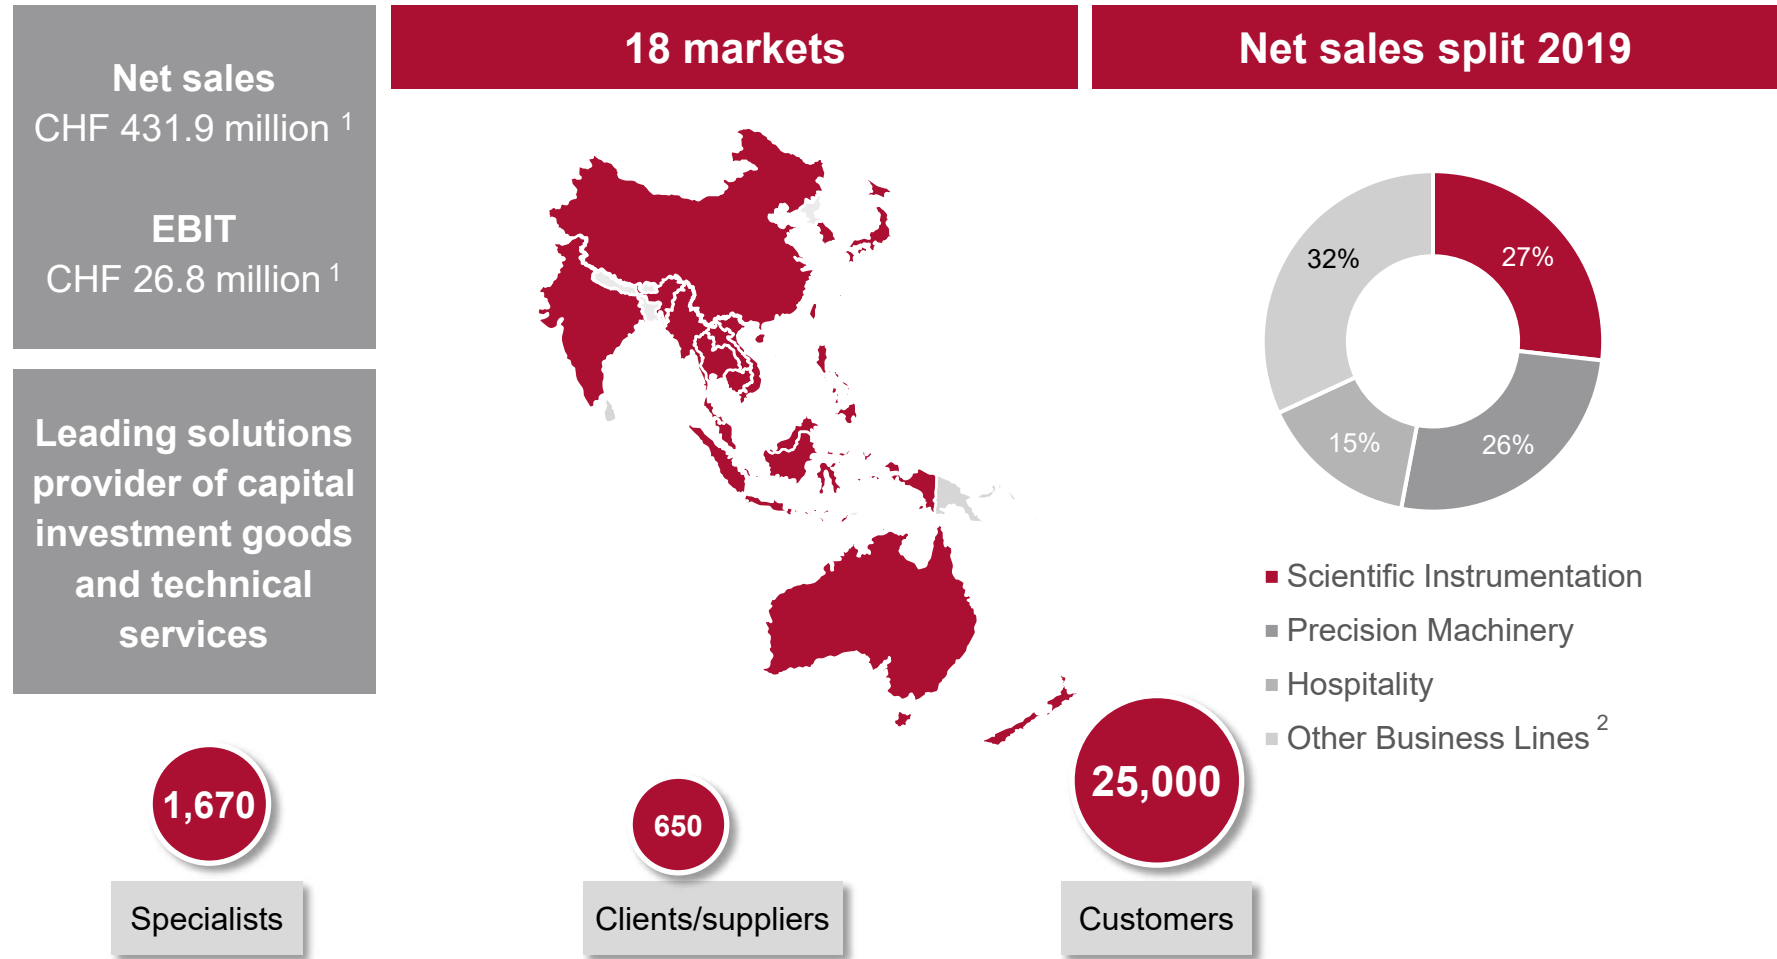 Net sales
CHF 431.9 million 1
EBIT
CHF 26.8 million 1
Leading solutions
provider of capital
investment goods
and technical
services
18 markets
Net sales split 2019
32%
27%
15%
26%
Scientific Instrumentation
Precision Machinery
Hospitality
Other Business Lines 2
1,670
Specialists
650
Clients/suppliers
25,000
Customers